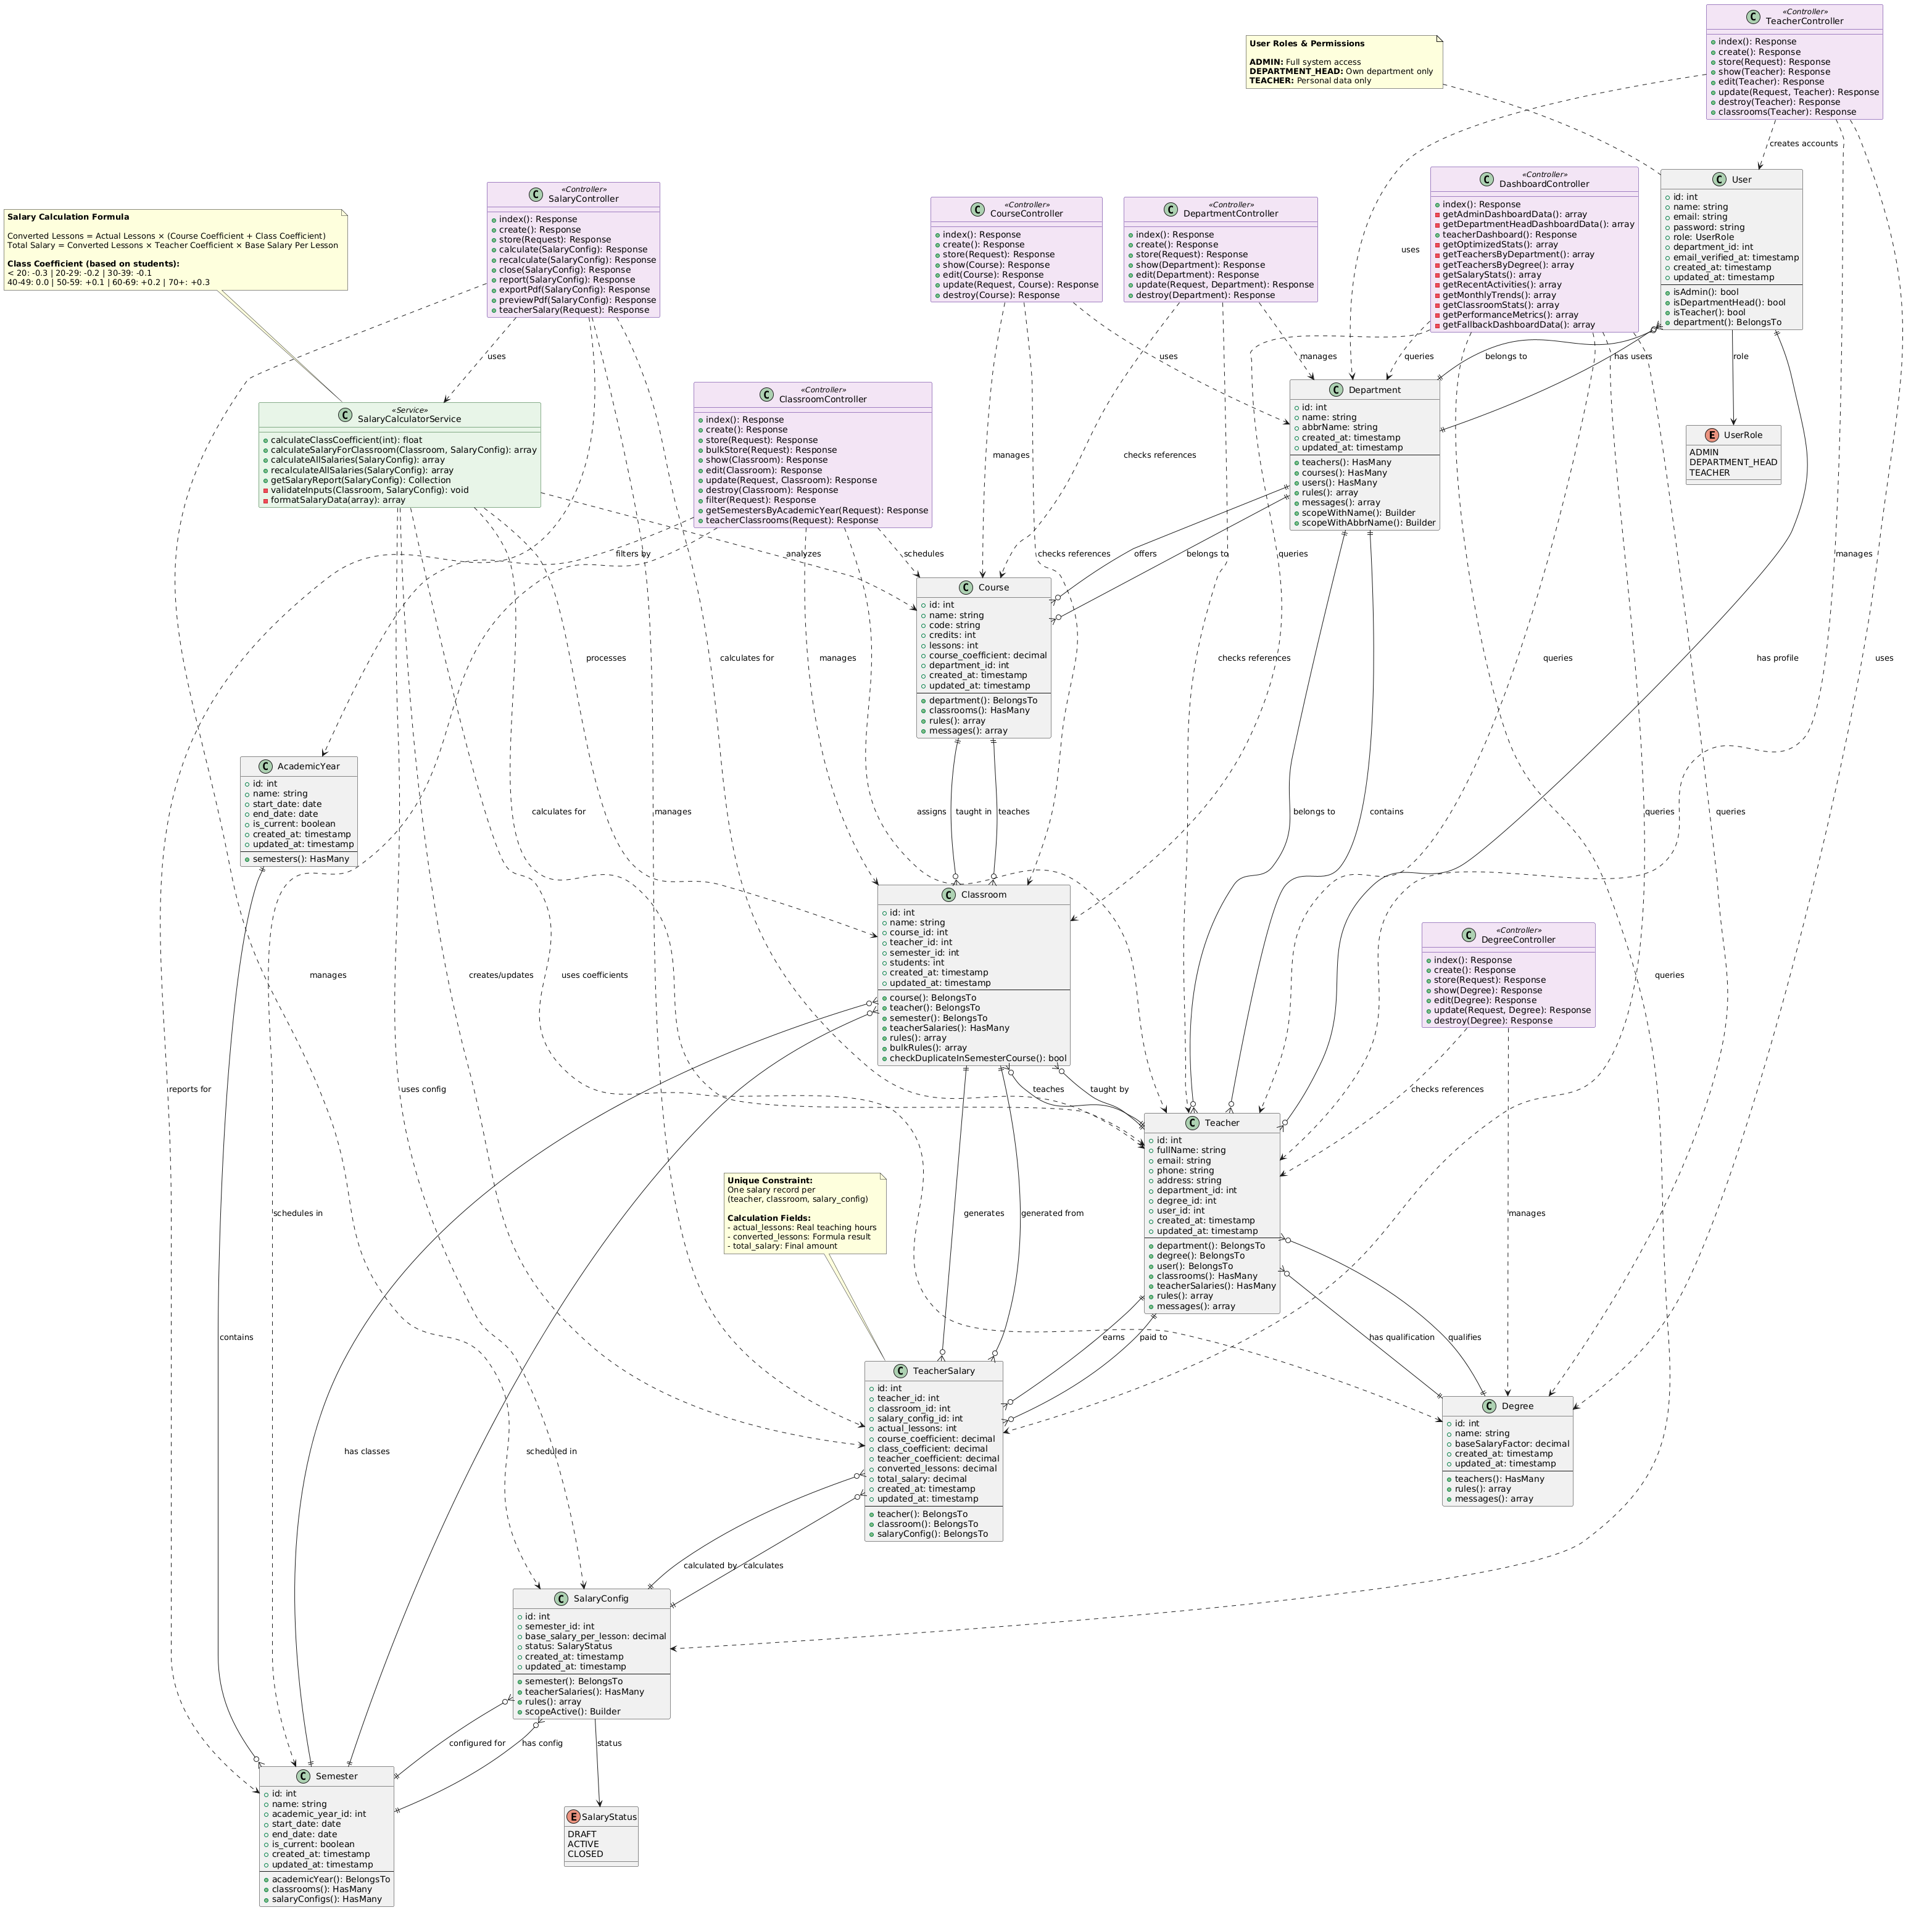 «Controller»
TeacherController
index(): Response
create(): Response
store(Request): Response
show(Teacher): Response
edit(Teacher): Response
update(Request, Teacher): Response
destroy(Teacher): Response
classrooms(Teacher): Response
User Roles & Permissions
ADMIN: Full system access
DEPARTMENT_HEAD: Own department only
TEACHER: Personal data only
uses
creates accounts
manages
uses
User
id: int
name: string
email: string
password: string
role: UserRole
department_id: int
email_verified_at: timestamp
created_at: timestamp
updated_at: timestamp
isAdmin(): bool
isDepartmentHead(): bool
isTeacher(): bool
department(): BelongsTo
«Controller»
DashboardController
index(): Response
getAdminDashboardData(): array
getDepartmentHeadDashboardData(): array
teacherDashboard(): Response
getOptimizedStats(): array
getTeachersByDepartment(): array
getTeachersByDegree(): array
getSalaryStats(): array
getRecentActivities(): array
getMonthlyTrends(): array
getClassroomStats(): array
getPerformanceMetrics(): array
getFallbackDashboardData(): array
«Controller»
DepartmentController
index(): Response
create(): Response
store(Request): Response
show(Department): Response
edit(Department): Response
update(Request, Department): Response
destroy(Department): Response
«Controller»
CourseController
index(): Response
create(): Response
store(Request): Response
show(Course): Response
edit(Course): Response
update(Request, Course): Response
destroy(Course): Response
«Controller»
SalaryController
index(): Response
create(): Response
store(Request): Response
calculate(SalaryConfig): Response
recalculate(SalaryConfig): Response
close(SalaryConfig): Response
report(SalaryConfig): Response
exportPdf(SalaryConfig): Response
previewPdf(SalaryConfig): Response
teacherSalary(Request): Response
Salary Calculation Formula
Converted Lessons = Actual Lessons × (Course Coefficient + Class Coefficient)
Total Salary = Converted Lessons × Teacher Coefficient × Base Salary Per Lesson
Class Coefficient (based on students):
< 20: -0.3 | 20-29: -0.2 | 30-39: -0.1
40-49: 0.0 | 50-59: +0.1 | 60-69: +0.2 | 70+: +0.3
uses
uses
manages
queries
belongs to
has users
role
«Service»
SalaryCalculatorService
calculateClassCoefficient(int): float
calculateSalaryForClassroom(Classroom, SalaryConfig): array
calculateAllSalaries(SalaryConfig): array
recalculateAllSalaries(SalaryConfig): array
getSalaryReport(SalaryConfig): Collection
validateInputs(Classroom, SalaryConfig): void
formatSalaryData(array): array
«Controller»
ClassroomController
index(): Response
create(): Response
store(Request): Response
bulkStore(Request): Response
show(Classroom): Response
edit(Classroom): Response
update(Request, Classroom): Response
destroy(Classroom): Response
filter(Request): Response
getSemestersByAcademicYear(Request): Response
teacherClassrooms(Request): Response
Department
id: int
name: string
abbrName: string
created_at: timestamp
updated_at: timestamp
teachers(): HasMany
courses(): HasMany
users(): HasMany
rules(): array
messages(): array
scopeWithName(): Builder
scopeWithAbbrName(): Builder
UserRole
ADMIN
DEPARTMENT_HEAD
TEACHER
manages
checks references
filters by
analyzes
schedules
checks references
offers
belongs to
queries
Course
id: int
name: string
code: string
credits: int
lessons: int
course_coefficient: decimal
department_id: int
created_at: timestamp
updated_at: timestamp
department(): BelongsTo
classrooms(): HasMany
rules(): array
messages(): array
processes
calculates for
manages
checks references
queries
has profile
AcademicYear
id: int
name: string
start_date: date
end_date: date
is_current: boolean
created_at: timestamp
updated_at: timestamp
semesters(): HasMany
calculates for
manages
assigns
taught in
teaches
belongs to
contains
queries
queries
Classroom
id: int
name: string
course_id: int
teacher_id: int
semester_id: int
students: int
created_at: timestamp
updated_at: timestamp
course(): BelongsTo
teacher(): BelongsTo
semester(): BelongsTo
teacherSalaries(): HasMany
rules(): array
bulkRules(): array
checkDuplicateInSemesterCourse(): bool
«Controller»
DegreeController
index(): Response
create(): Response
store(Request): Response
show(Degree): Response
edit(Degree): Response
update(Request, Degree): Response
destroy(Degree): Response
manages
creates/updates
uses coefficients
queries
reports for
uses config
teaches
taught by
checks references
Teacher
id: int
fullName: string
email: string
phone: string
address: string
department_id: int
degree_id: int
user_id: int
created_at: timestamp
updated_at: timestamp
department(): BelongsTo
degree(): BelongsTo
user(): BelongsTo
classrooms(): HasMany
teacherSalaries(): HasMany
rules(): array
messages(): array
Unique Constraint:
One salary record per
(teacher, classroom, salary_config)
Calculation Fields:
- actual_lessons: Real teaching hours
- converted_lessons: Formula result
- total_salary: Final amount
schedules in
generates
generated from
manages
contains
earns
paid to
has qualification
qualifies
TeacherSalary
id: int
teacher_id: int
classroom_id: int
salary_config_id: int
actual_lessons: int
course_coefficient: decimal
class_coefficient: decimal
teacher_coefficient: decimal
converted_lessons: decimal
total_salary: decimal
created_at: timestamp
updated_at: timestamp
teacher(): BelongsTo
classroom(): BelongsTo
salaryConfig(): BelongsTo
Degree
id: int
name: string
baseSalaryFactor: decimal
created_at: timestamp
updated_at: timestamp
teachers(): HasMany
rules(): array
messages(): array
has classes
scheduled in
calculated by
calculates
SalaryConfig
id: int
semester_id: int
base_salary_per_lesson: decimal
status: SalaryStatus
created_at: timestamp
updated_at: timestamp
semester(): BelongsTo
teacherSalaries(): HasMany
rules(): array
scopeActive(): Builder
configured for
has config
status
Semester
id: int
name: string
academic_year_id: int
start_date: date
end_date: date
is_current: boolean
created_at: timestamp
updated_at: timestamp
academicYear(): BelongsTo
classrooms(): HasMany
salaryConfigs(): HasMany
SalaryStatus
DRAFT
ACTIVE
CLOSED